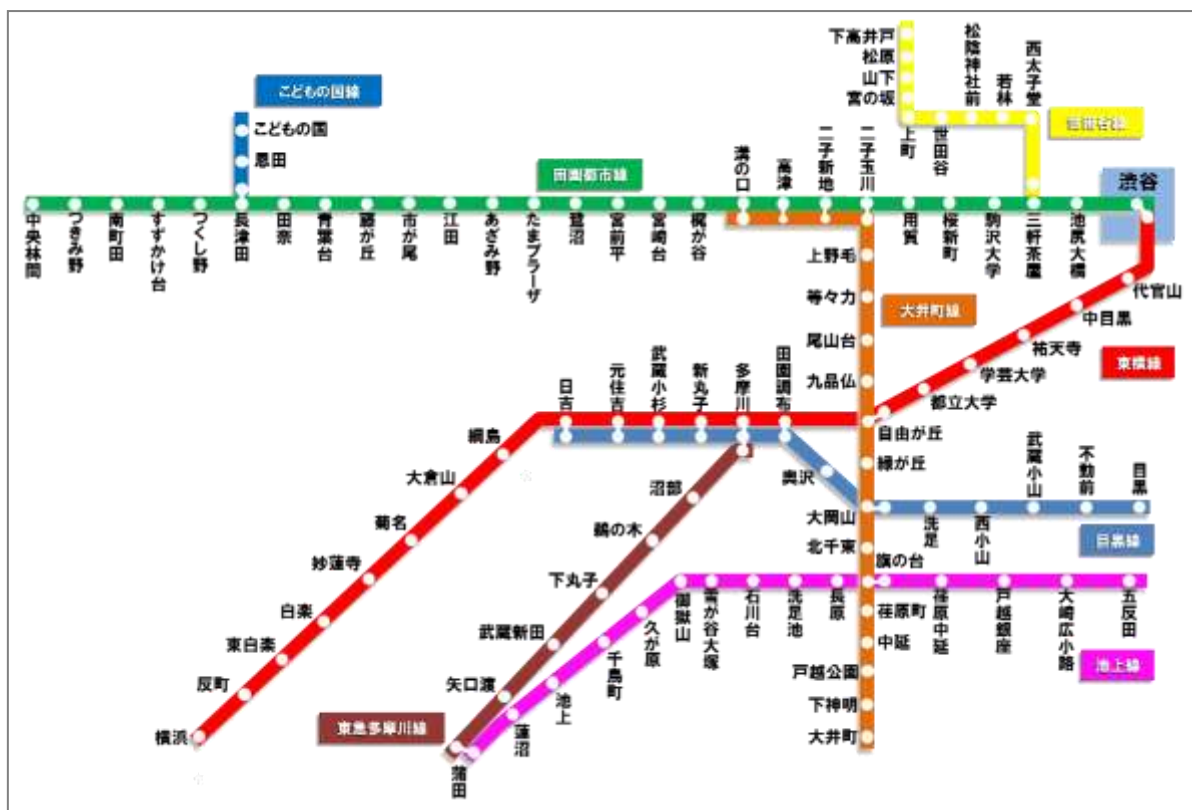 下高井戸
松原
山下
宮の坂
上町
世田谷
松陰神社前
若林
西太子堂
世田谷線
こどもの国線
こどもの国
恩田
田園都市線
渋谷
溝の口
高津
二子新地
二子玉川
中央林間
つきみ野
南町田
すずかけ台
つくし野
長津田
田奈
青葉台
藤が丘
市が尾
江田
あざみ野
たまプラーザ
鷺沼
宮前平
宮崎台
梶が谷
用賀
桜新町
駒沢大学
三軒茶屋
池尻大橋
上野毛
等々力
尾山台
九品仏
大井町線
代官山
中目黒
祐天寺
学芸大学
都立大学
東横線
自由が丘
緑が丘
日吉
元住吉
武蔵小杉
新丸子
多摩川
田園調布
綱島
大倉山
菊名
妙蓮寺
白楽
東白楽
反町
横浜
奥沢
大岡山
北千束
洗足
西小山
武蔵小山
不動前
目黒
目黒線
沼部
鵜の木
下丸子
武蔵新田
矢口渡
東急多摩川線
蒲田
蓮沼
池上
千鳥町
久が原
御嶽山
雪が谷大塚
石川台
洗足池
長原
旗の台
荏原町
中延
戸越公園
下神明
大井町
荏原中延
戸越銀座
大崎広小路
五反田
池上線